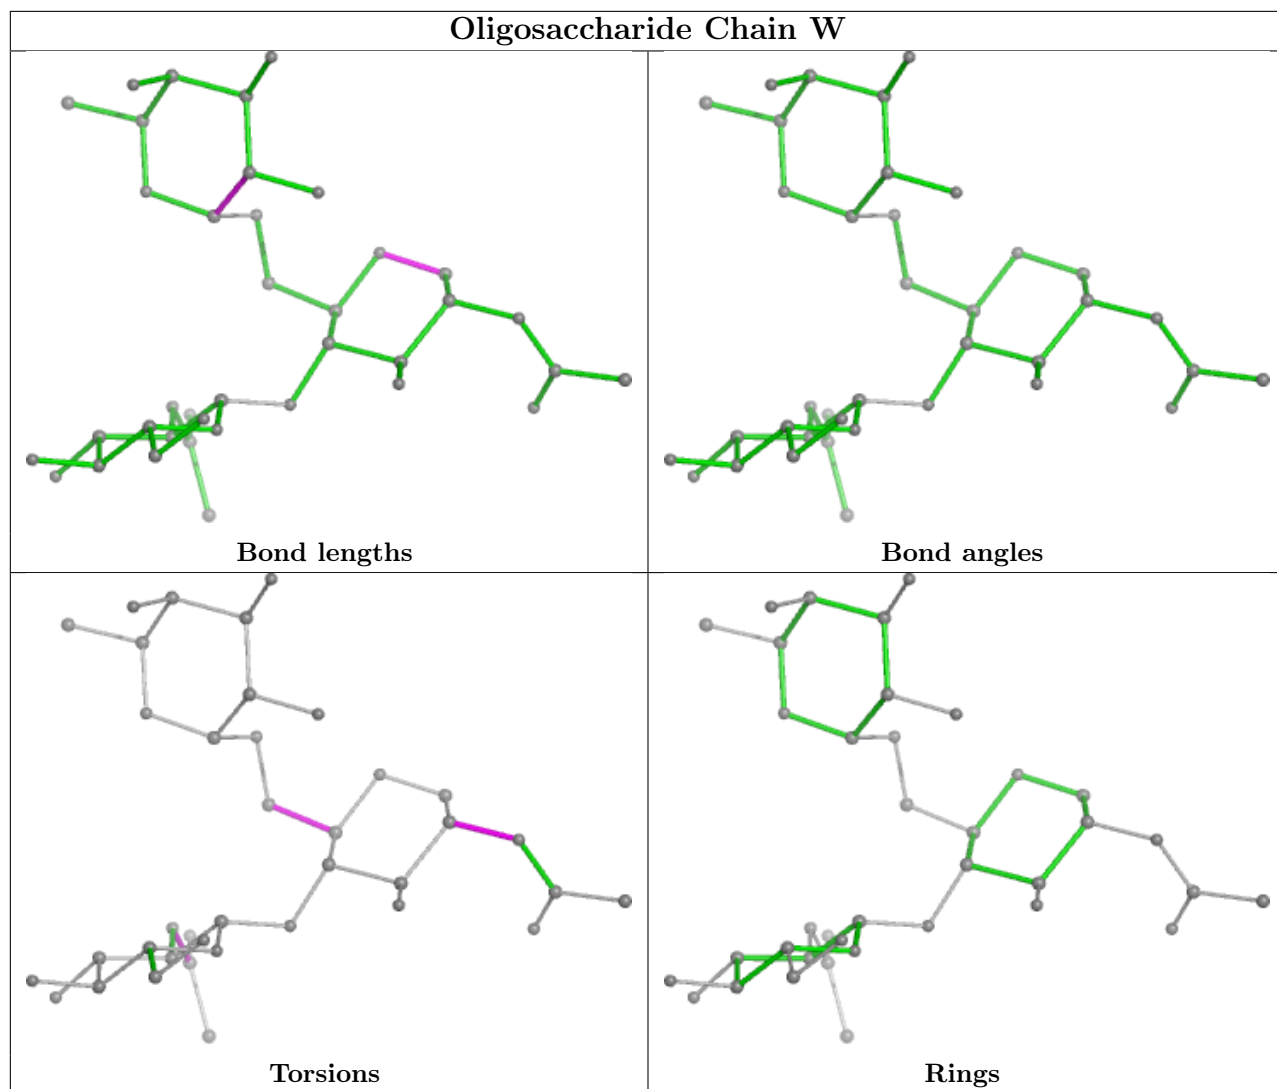 Oligosaccharide Chain W
Bond lengths
Bond angles
Torsions
Rings